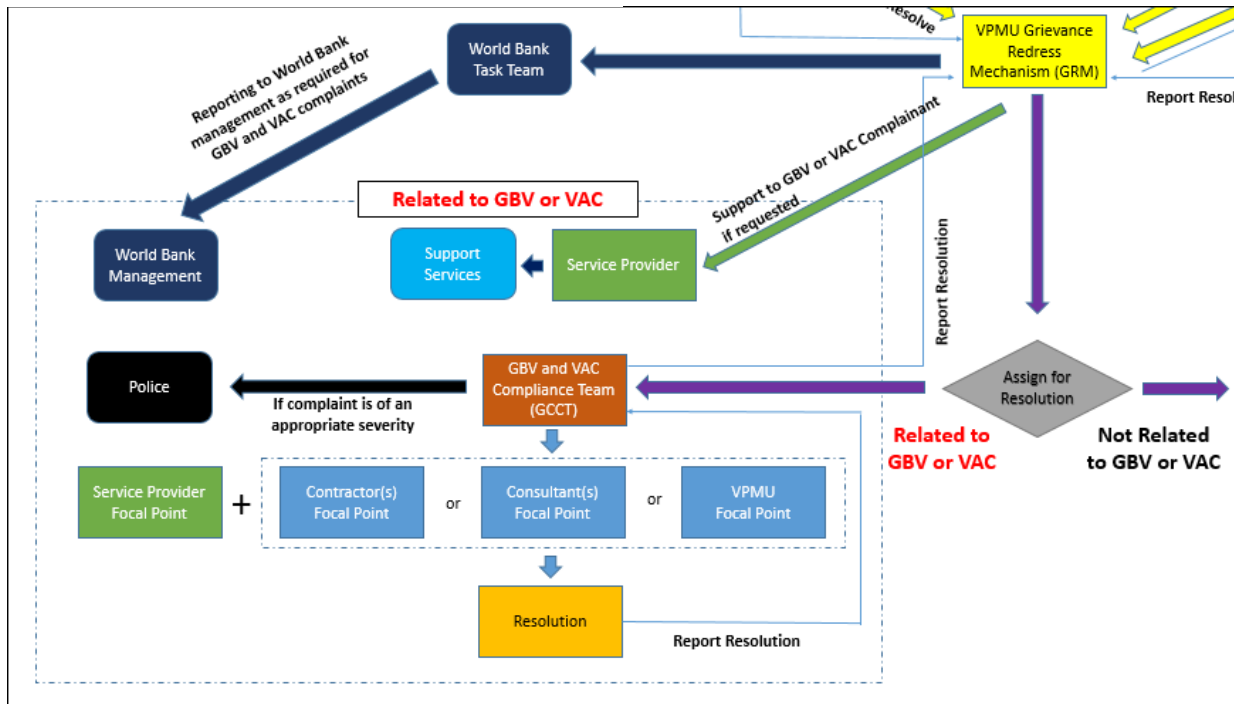 Resolve
World Bank
Task Team
VPMU Grievance
Redress
Mechanism (GRM)
Reporting to World Bank
management as required for
GBV and VAC complaints
Report Resol
Related to GBV or VAC
Support to GBV or VAC Complainant
if requested
World Bank
Management
Support
Services
Service Provider
Report Resolution
Police
If complaint is of an
appropriate severity
GBV and VAC
Compliance Team
(GCCT)
Assign for
Resolution
Related to
GBV or VAC
Not Related
to GBV or VAC
Service Provider
Focal Point
+
Contractor(s)
Focal Point
or
Consultant(s)
Focal Point
or
VPMU
Focal Point
Resolution
Report Resolution